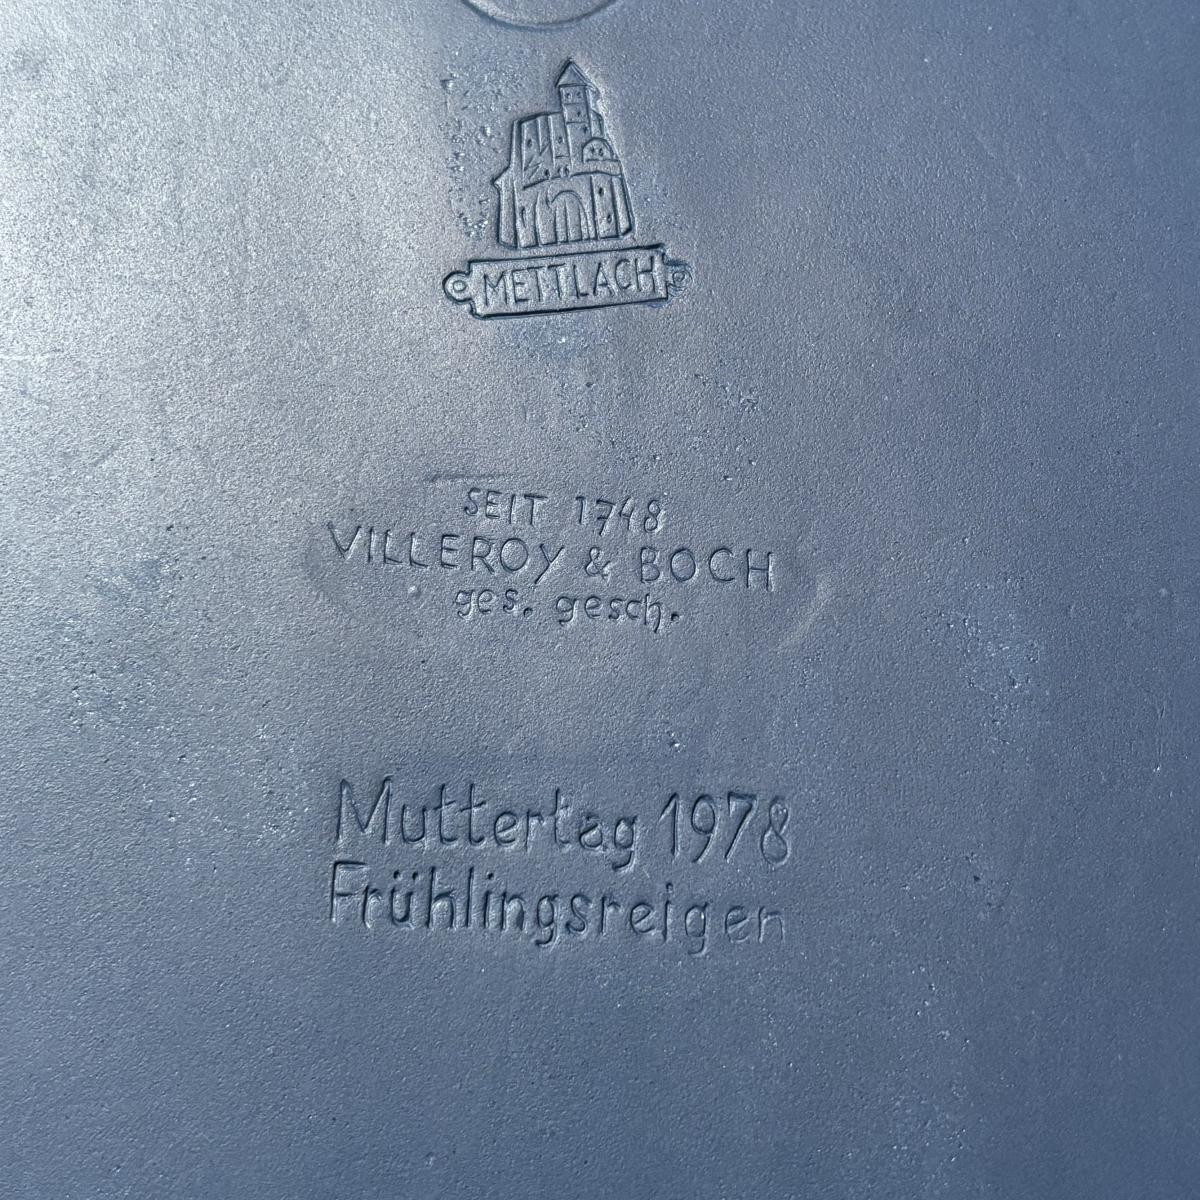 METTLACH
SEIT 1748
VILLEROY & BOCH
ges. gesch.
Muttertag 1978
Frühlingsreigen